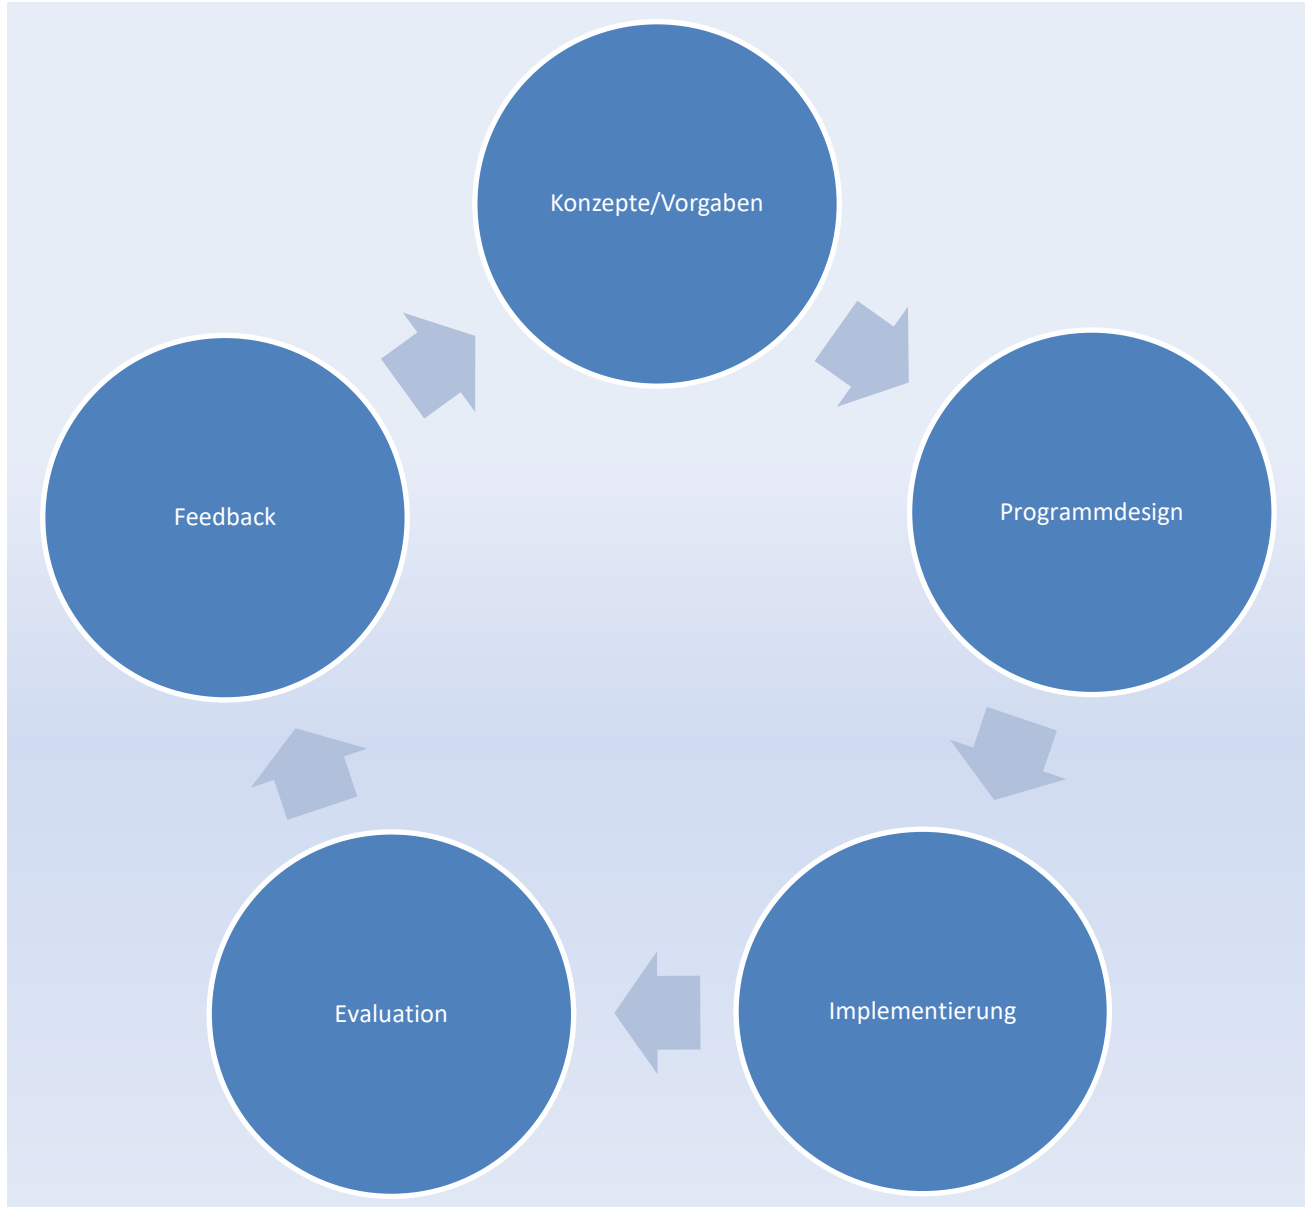 Konzepte/Vorgaben
Programmdesign
Implementierung
Evaluation
Feedback